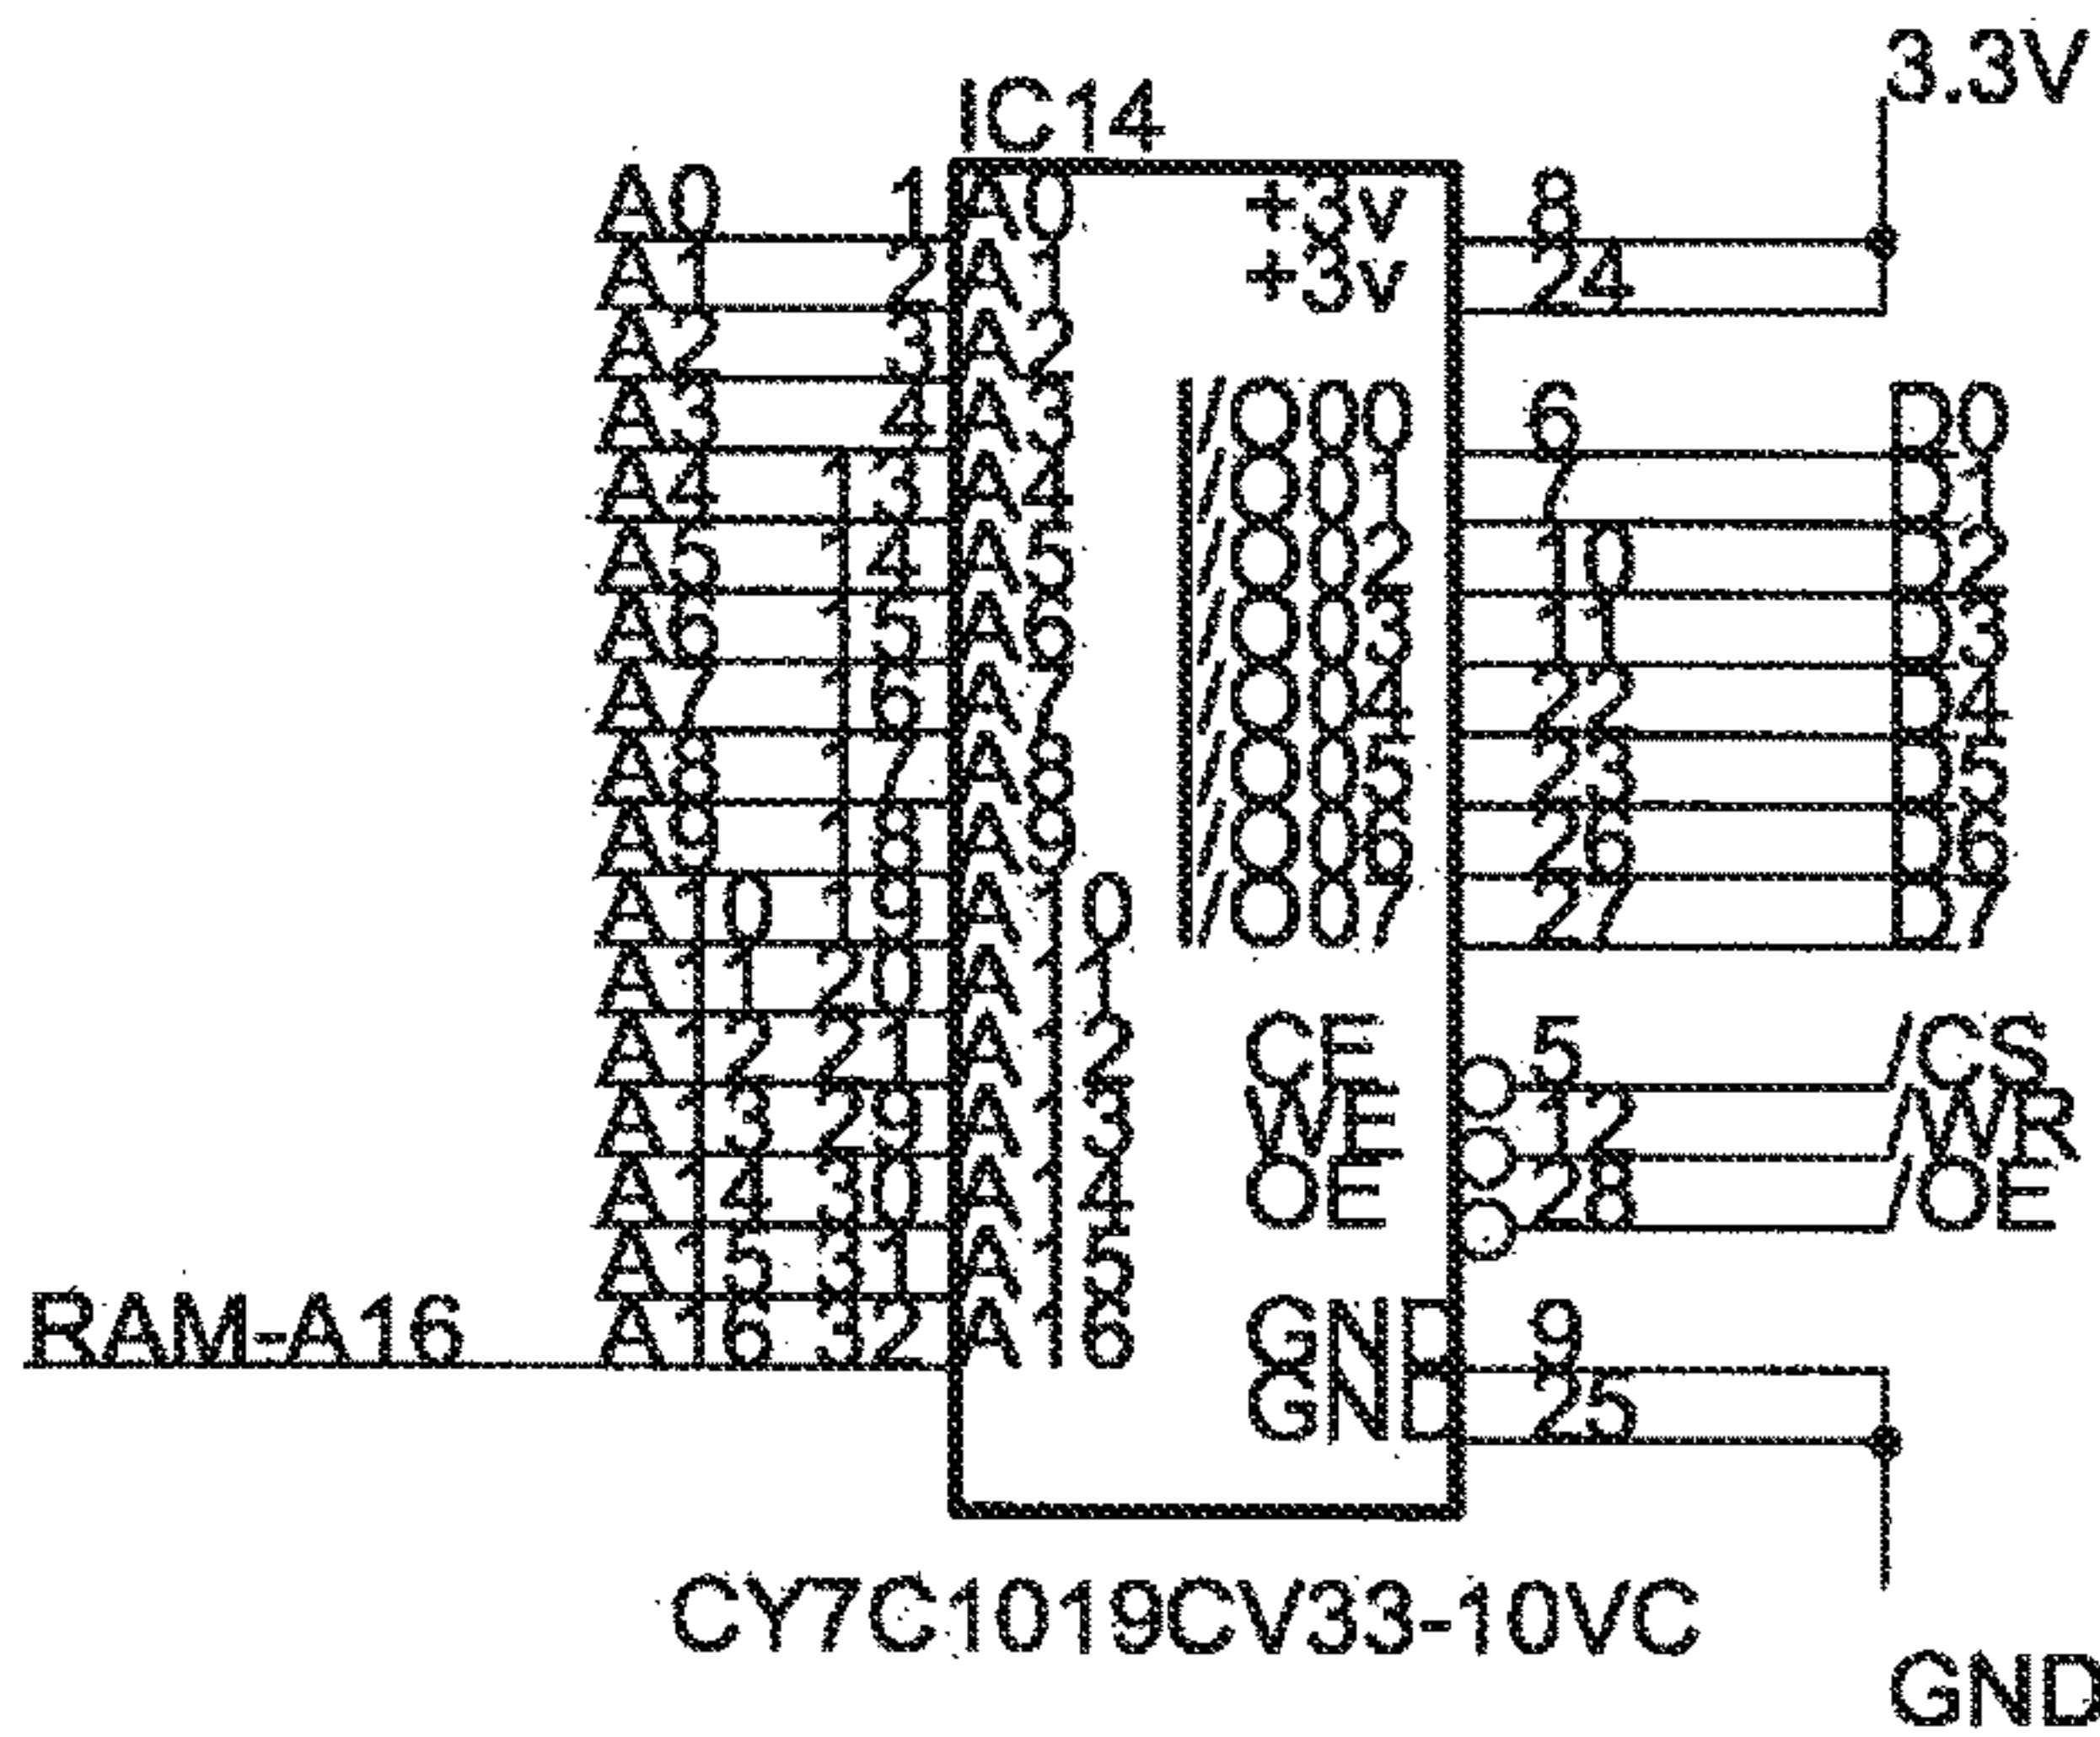 3.3V
IC14
A0 1 A0 +3v 8
A1 2 A1 +3v 24
A2 3 A2
A3 4 A3 I/O00 6 D0
A4 13 A4 I/O01 7 D1
A5 14 A5 I/O02 10 D2
A6 15 A6 I/O03 11 D3
A7 16 A7 I/O04 22 D4
A8 17 A8 I/O05 23 D5
A9 18 A9 I/O06 26 D6
A10 19 A10 I/O07 27 D7
A11 20 A11
A12 21 A12 CE 5 /CS
A13 29 A13 WE 12 /WR
A14 30 A14 OE 28 /OE
A15 31 A15
RAM-A16 A16 32 A16 GND 9
GND 25
CY7C1019CV33-10VC
GND